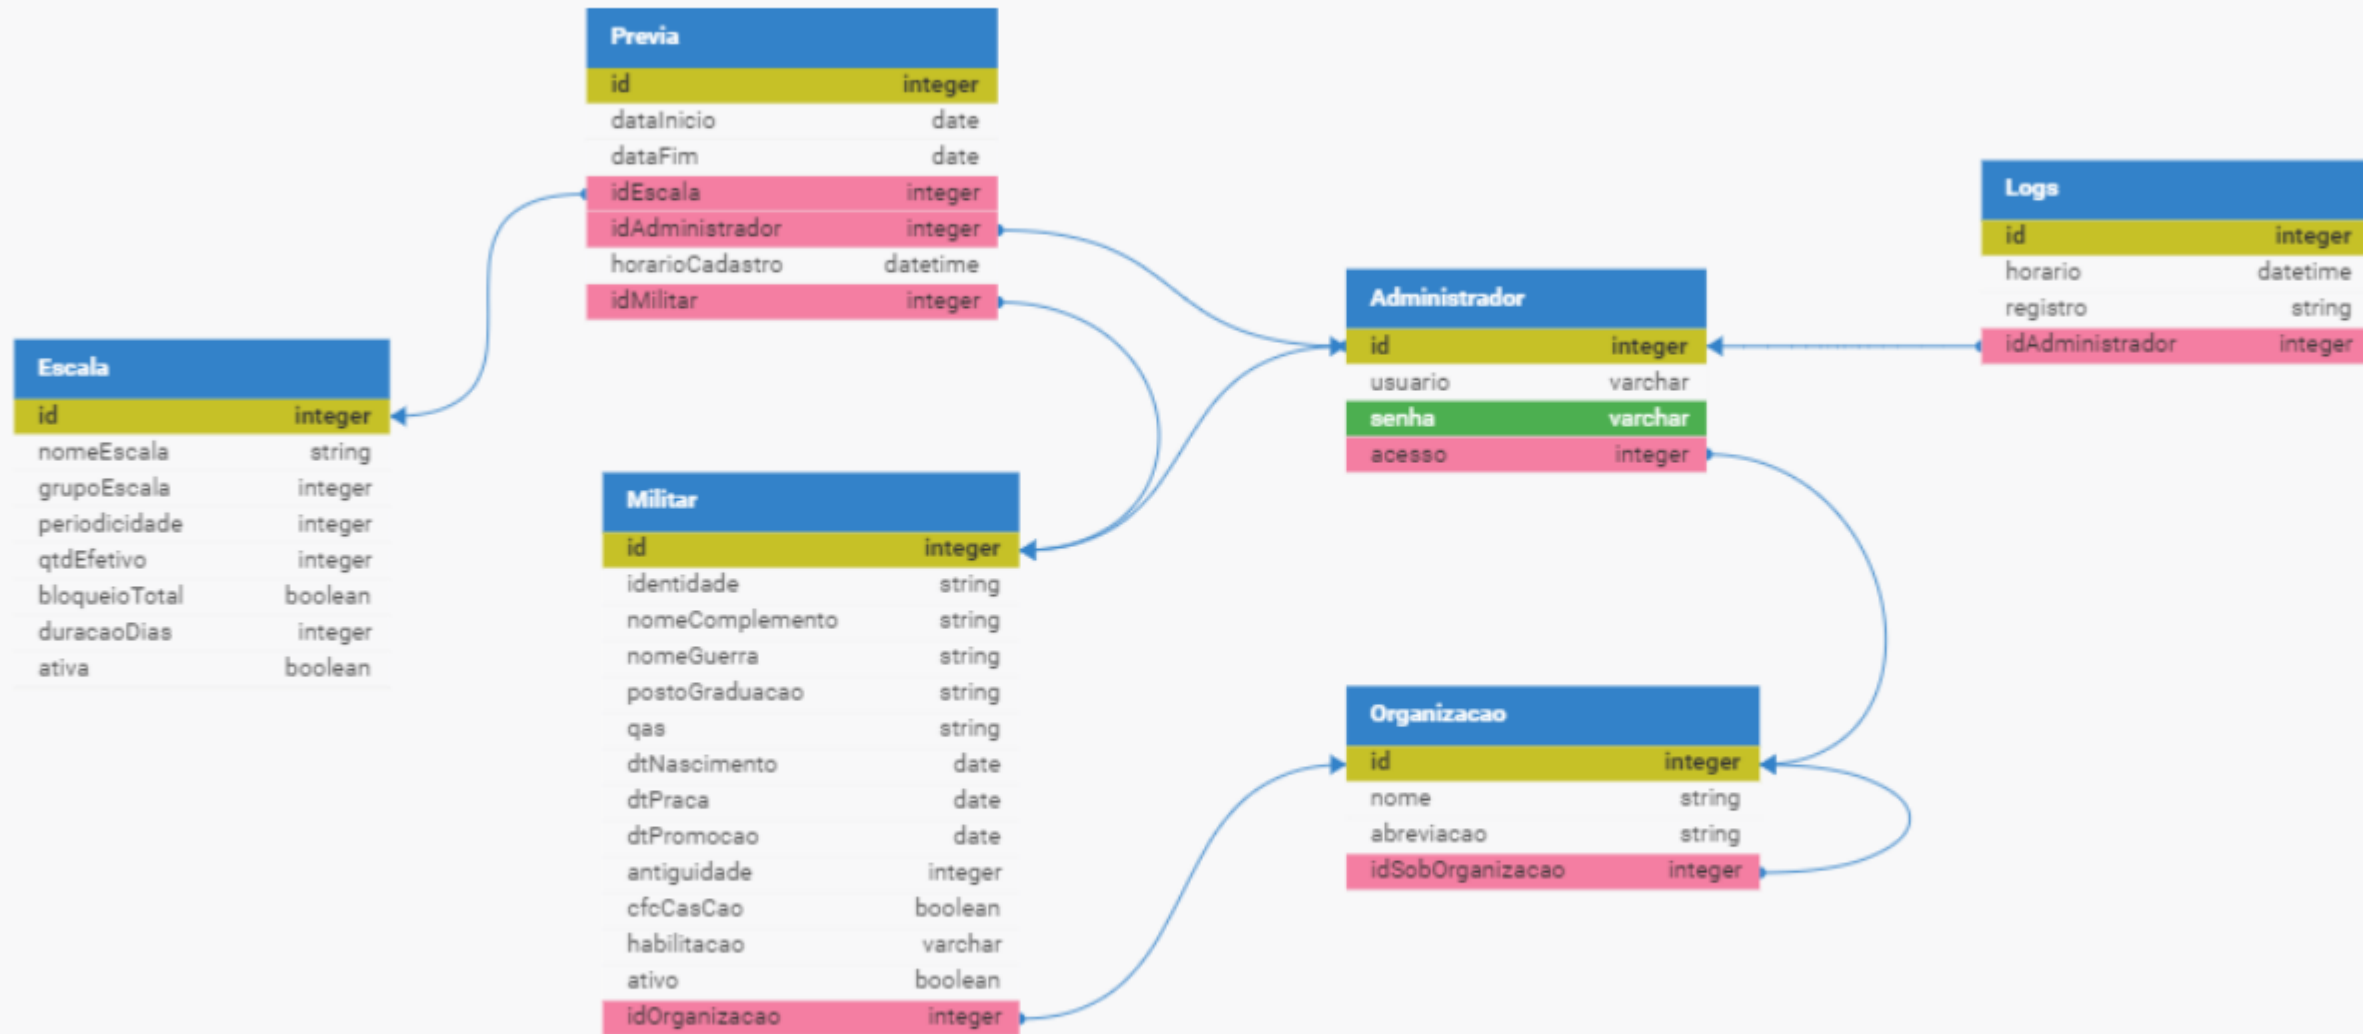 Previa
id integer
dataInicio date
dataFim date
idEscala integer
idAdministrador integer
horarioCadastro datetime
idMilitar integer
Escala
id integer
nomeEscala string
grupoEscala integer
periodicidade integer
qtdEfetivo integer
bloqueioTotal boolean
duracaoDias integer
ativa boolean
Militar
id integer
identidade string
nomeComplemento string
nomeGuerra string
postoGraduacao string
qas string
dtNascimento date
dtPraca date
dtPromocao date
antiguidade integer
cfcCasCao boolean
habilitacao varchar
ativo boolean
idOrganizacao integer
Administrador
id integer
usuario varchar
senha varchar
acesso integer
Organizacao
id integer
nome string
abreviacao string
idSobOrganizacao integer
Logs
id integer
horario datetime
registro string
idAdministrador integer